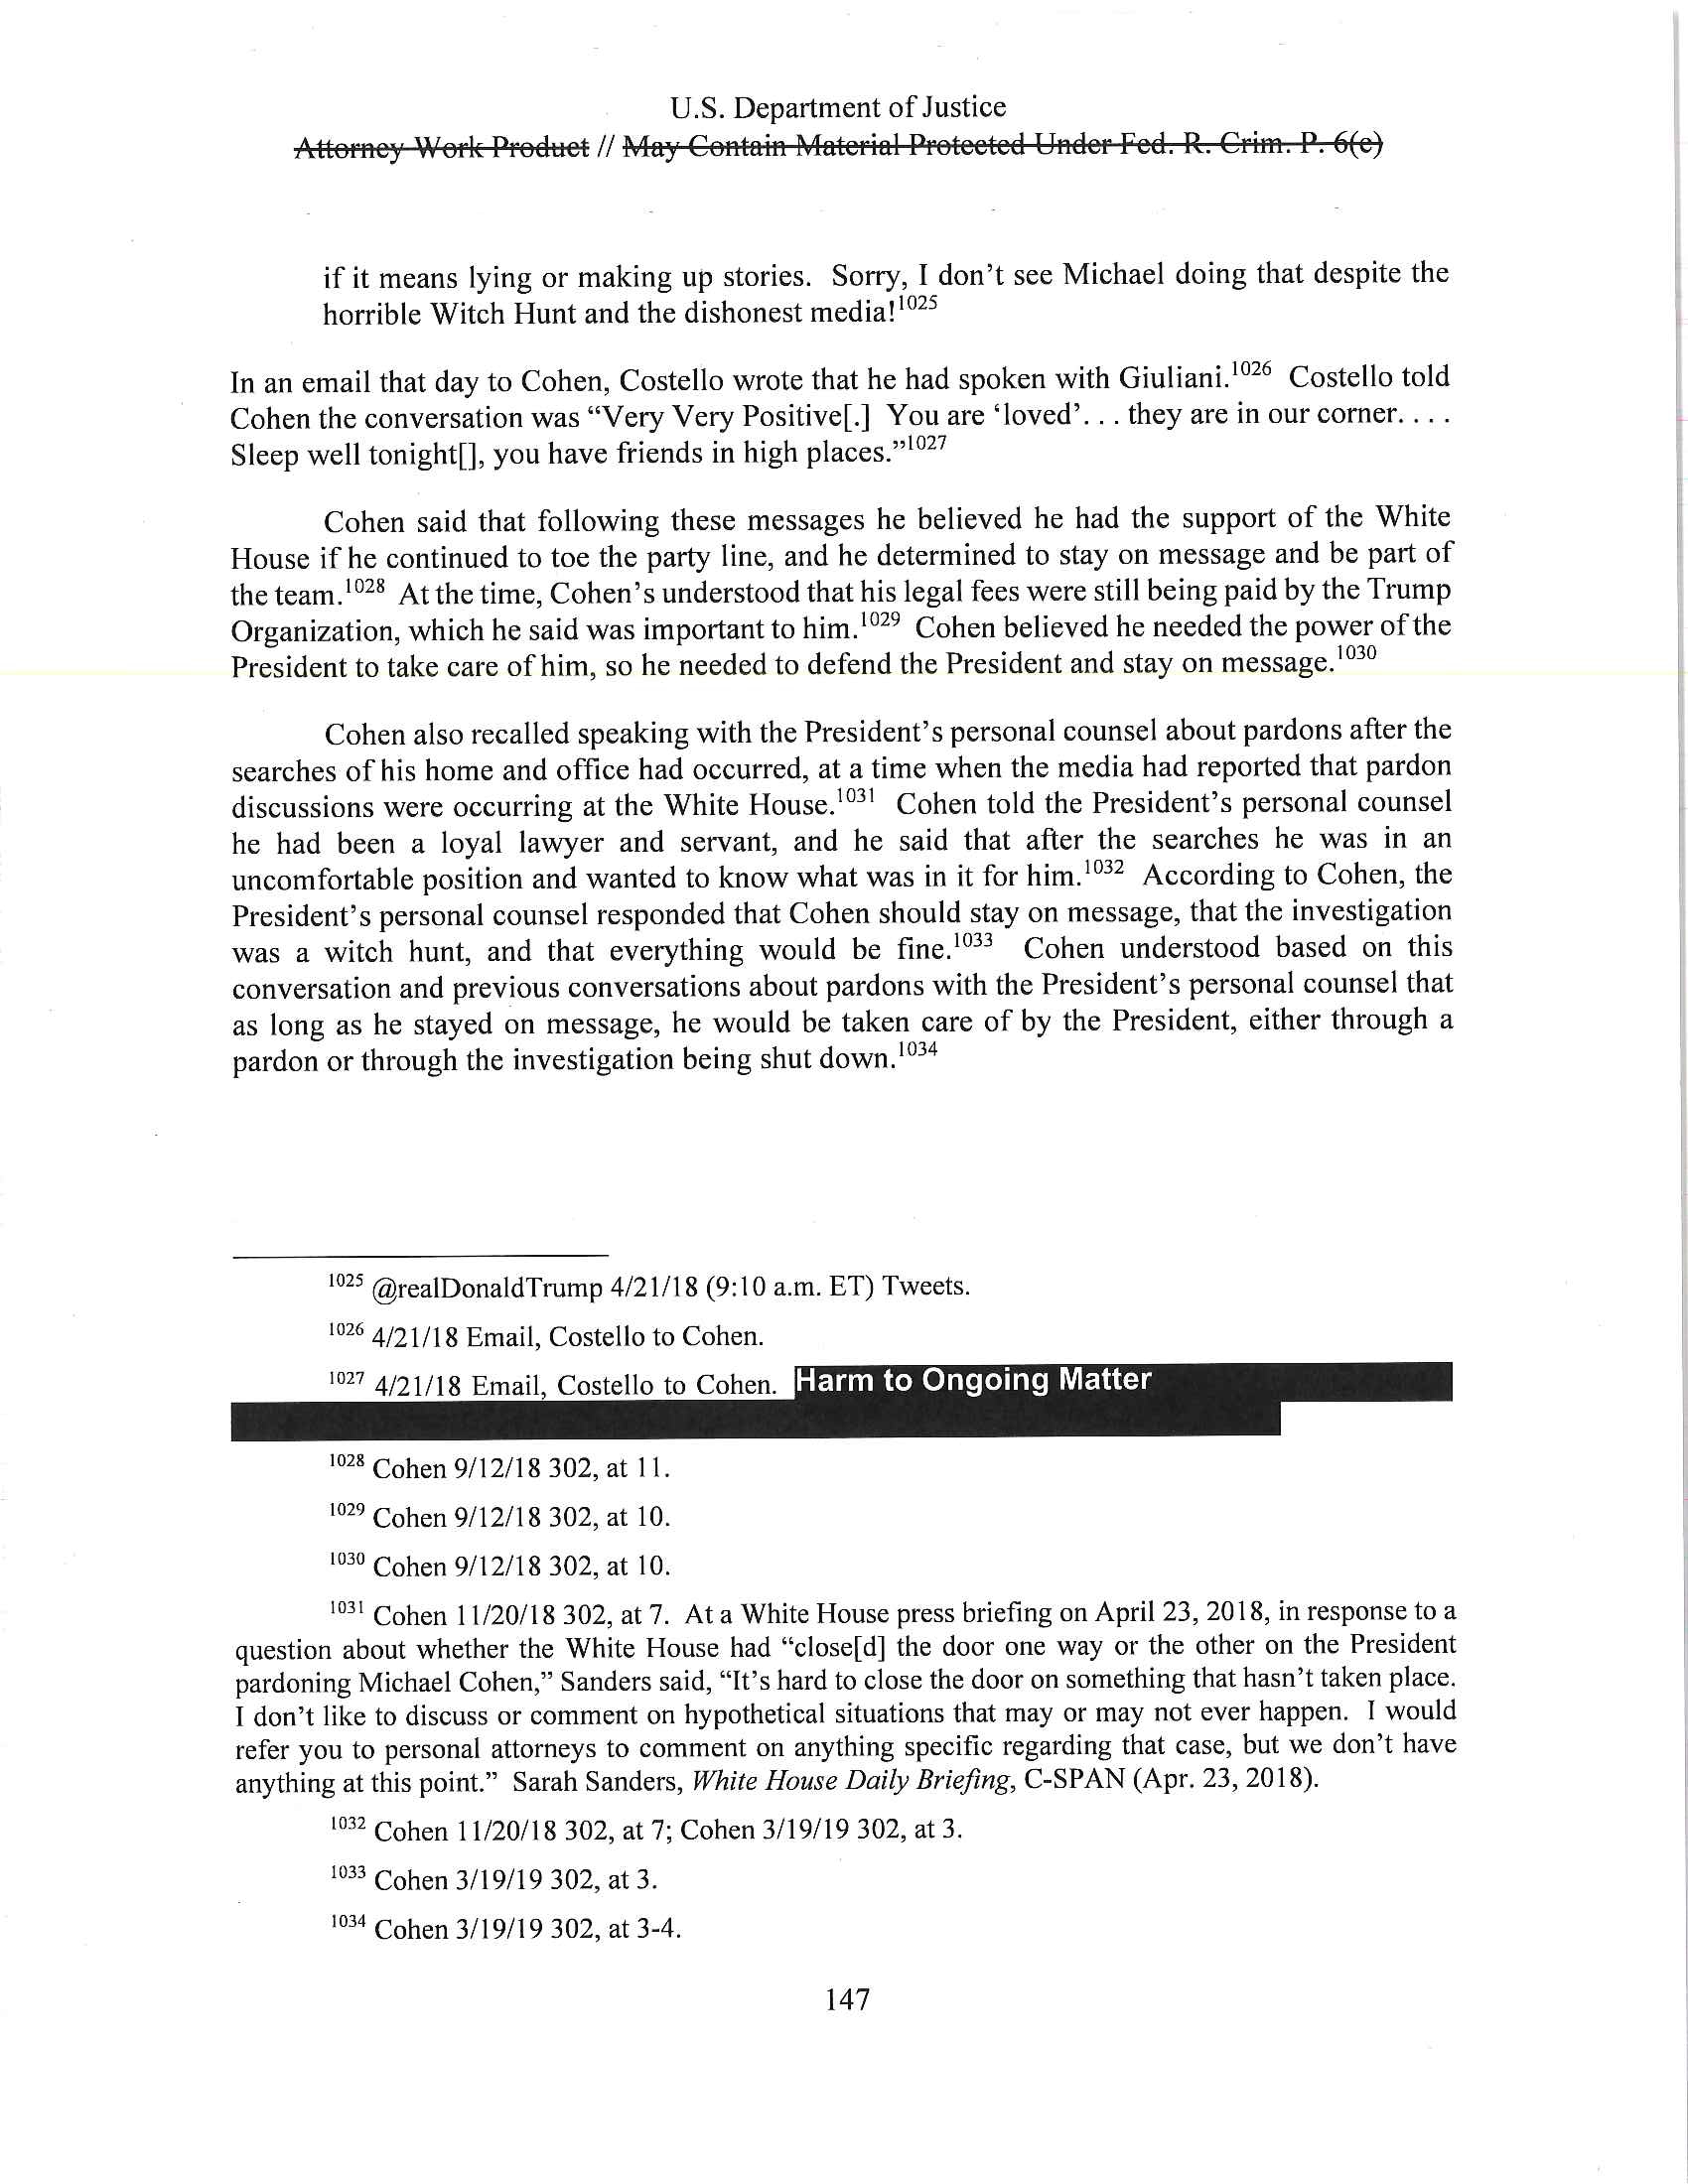 U.S. Department of Justice
Attorney Work Product // May Contain Material Protected Under Fed. R. Crim. P. 6(e)
if it means lying or making up stories. Sorry, I don't see Michael doing that despite the
horrible Witch Hunt and the dishonest media!1025
In an email that day to Cohen, Costello wrote that he had spoken with Giuliani.1026 Costello told
Cohen the conversation was “Very Very Positive[.] You are ‘loved’. . . they are in our corner. . . .
Sleep well tonight[], you have friends in high places.”1027
Cohen said that following these messages he believed he had the support of the White
House if he continued to toe the party line, and he determined to stay on message and be part of
the team.1028 At the time, Cohen’s understood that his legal fees were still being paid by the Trump
Organization, which he said was important to him.1029 Cohen believed he needed the power of the
President to take care of him, so he needed to defend the President and stay on message.1030
Cohen also recalled speaking with the President’s personal counsel about pardons after the
searches of his home and office had occurred, at a time when the media had reported that pardon
discussions were occurring at the White House.1031 Cohen told the President’s personal counsel
he had been a loyal lawyer and servant, and he said that after the searches he was in an
uncomfortable position and wanted to know what was in it for him.1032 According to Cohen, the
President’s personal counsel responded that Cohen should stay on message, that the investigation
was a witch hunt, and that everything would be fine.1033 Cohen understood based on this
conversation and previous conversations about pardons with the President’s personal counsel that
as long as he stayed on message, he would be taken care of by the President, either through a
pardon or through the investigation being shut down.1034
1025 @realDonaldTrump 4/21/18 (9:10 a.m. ET) Tweets.
1026 4/21/18 Email, Costello to Cohen.
1027 4/21/18 Email, Costello to Cohen. Harm to Ongoing Matter
1028 Cohen 9/12/18 302, at 11.
1029 Cohen 9/12/18 302, at 10.
1030 Cohen 9/12/18 302, at 10.
1031 Cohen 11/20/18 302, at 7. At a White House press briefing on April 23, 2018, in response to a
question about whether the White House had “close[d] the door one way or the other on the President
pardoning Michael Cohen,” Sanders said, “It’s hard to close the door on something that hasn’t taken place.
I don’t like to discuss or comment on hypothetical situations that may or may not ever happen. I would
refer you to personal attorneys to comment on anything specific regarding that case, but we don’t have
anything at this point.” Sarah Sanders, White House Daily Briefing, C-SPAN (Apr. 23, 2018).
1032 Cohen 11/20/18 302, at 7; Cohen 3/19/19 302, at 3.
1033 Cohen 3/19/19 302, at 3.
1034 Cohen 3/19/19 302, at 3-4.
147